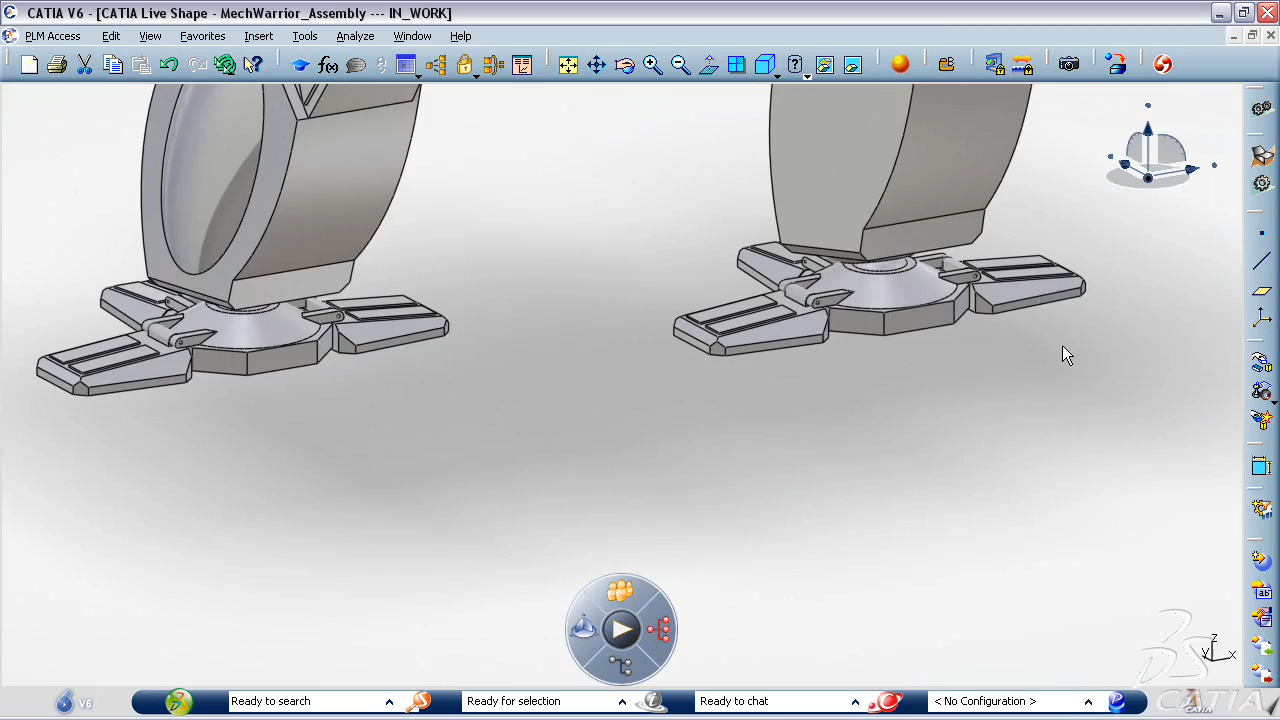 CATIA V6 - [CATIA Live Shape - MechWarrior_Assembly --- IN_WORK]
PLM Access Edit View Favorites Insert Tools Analyze Window Help
f(x)
?
B
ab
z
y x
V6 Ready to search Ready for selection Ready to chat < No Configuration >
CATIA